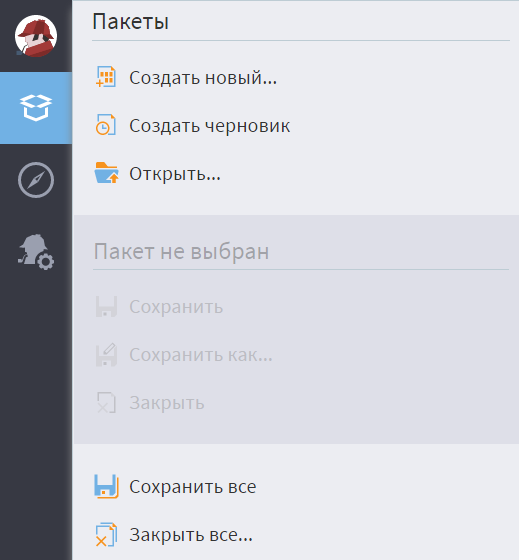 Пакеты
Создать новый...
Создать черновик
Открыть...
Пакет не выбран
Сохранить
Сохранить как...
Закрыть
Сохранить все
Закрыть все...